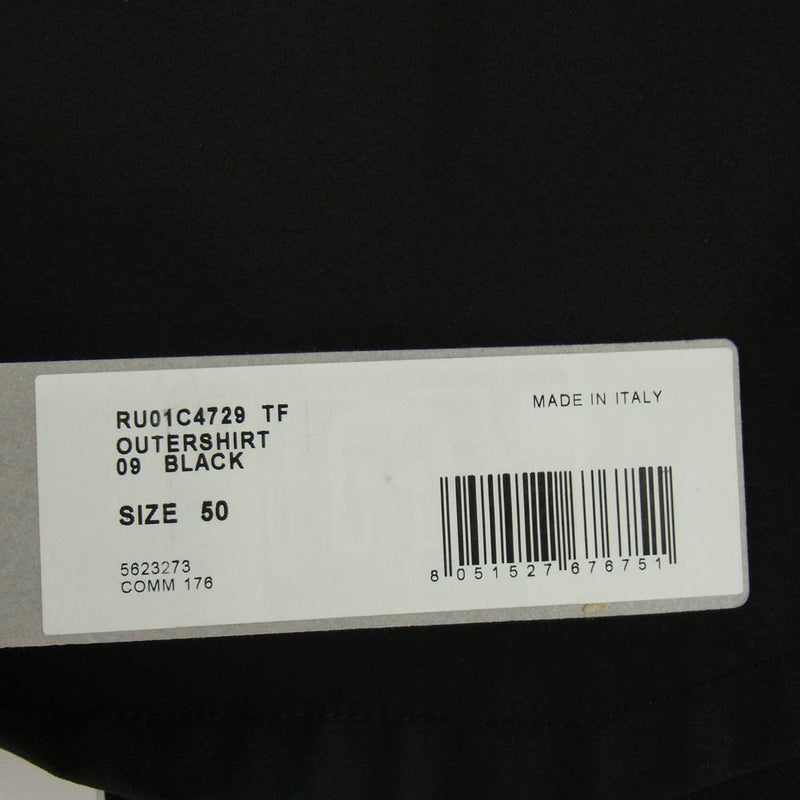 RU01C4729 TF
OUTERSHIRT
09 BLACK
SIZE 50
5623273
COMM 176
MADE IN ITALY
8 051527 676751